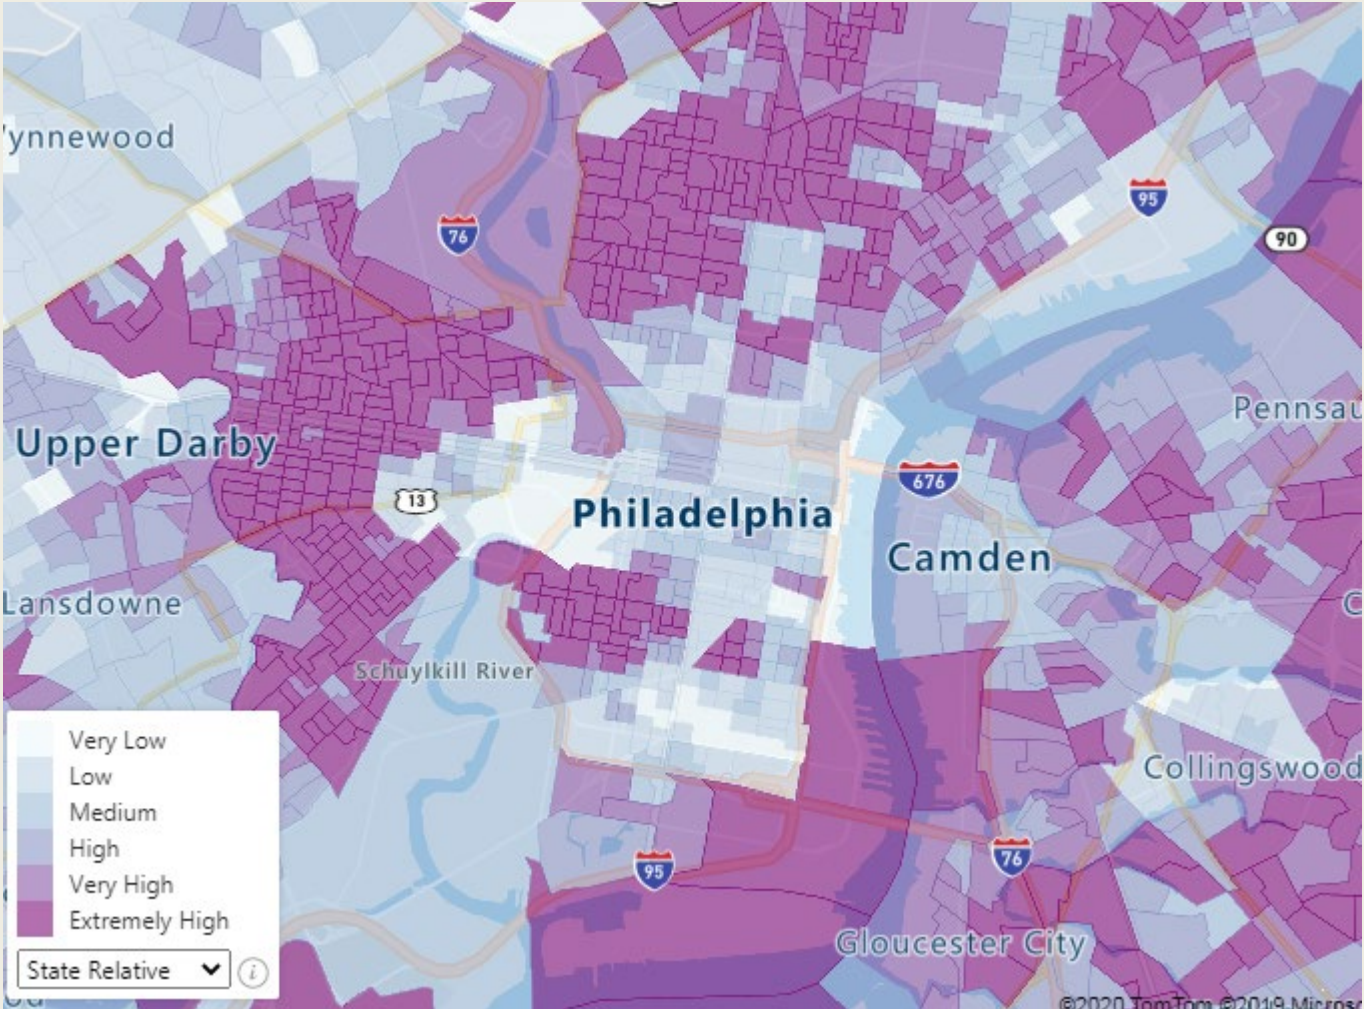 'ynnewood
76
95
90
Pennsau
Upper Darby
13
676
Philadelphia
Camden
Lansdowne
C
Schuylkill River
Very Low
Low
Medium
High
Very High
Extremely High
State Relative
i
Collingswood
95
76
Gloucester City
©2020 TomTom ©2019 Microso